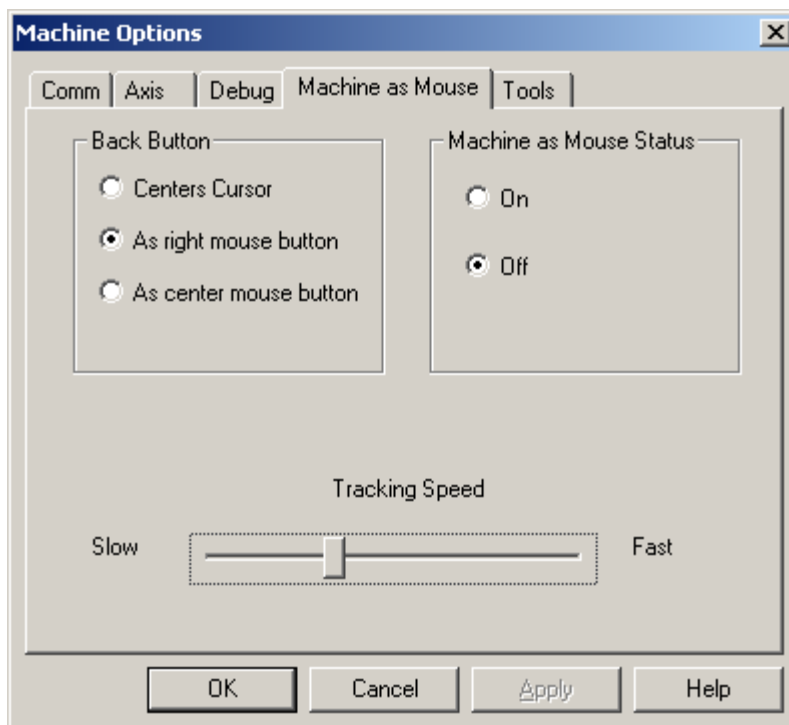 Machine Options
Comm Axis Debug Machine as Mouse Tools
Back Button
Centers Cursor
As right mouse button
As center mouse button
Machine as Mouse Status
On
Off
Tracking Speed
Slow Fast
OK Cancel Apply Help